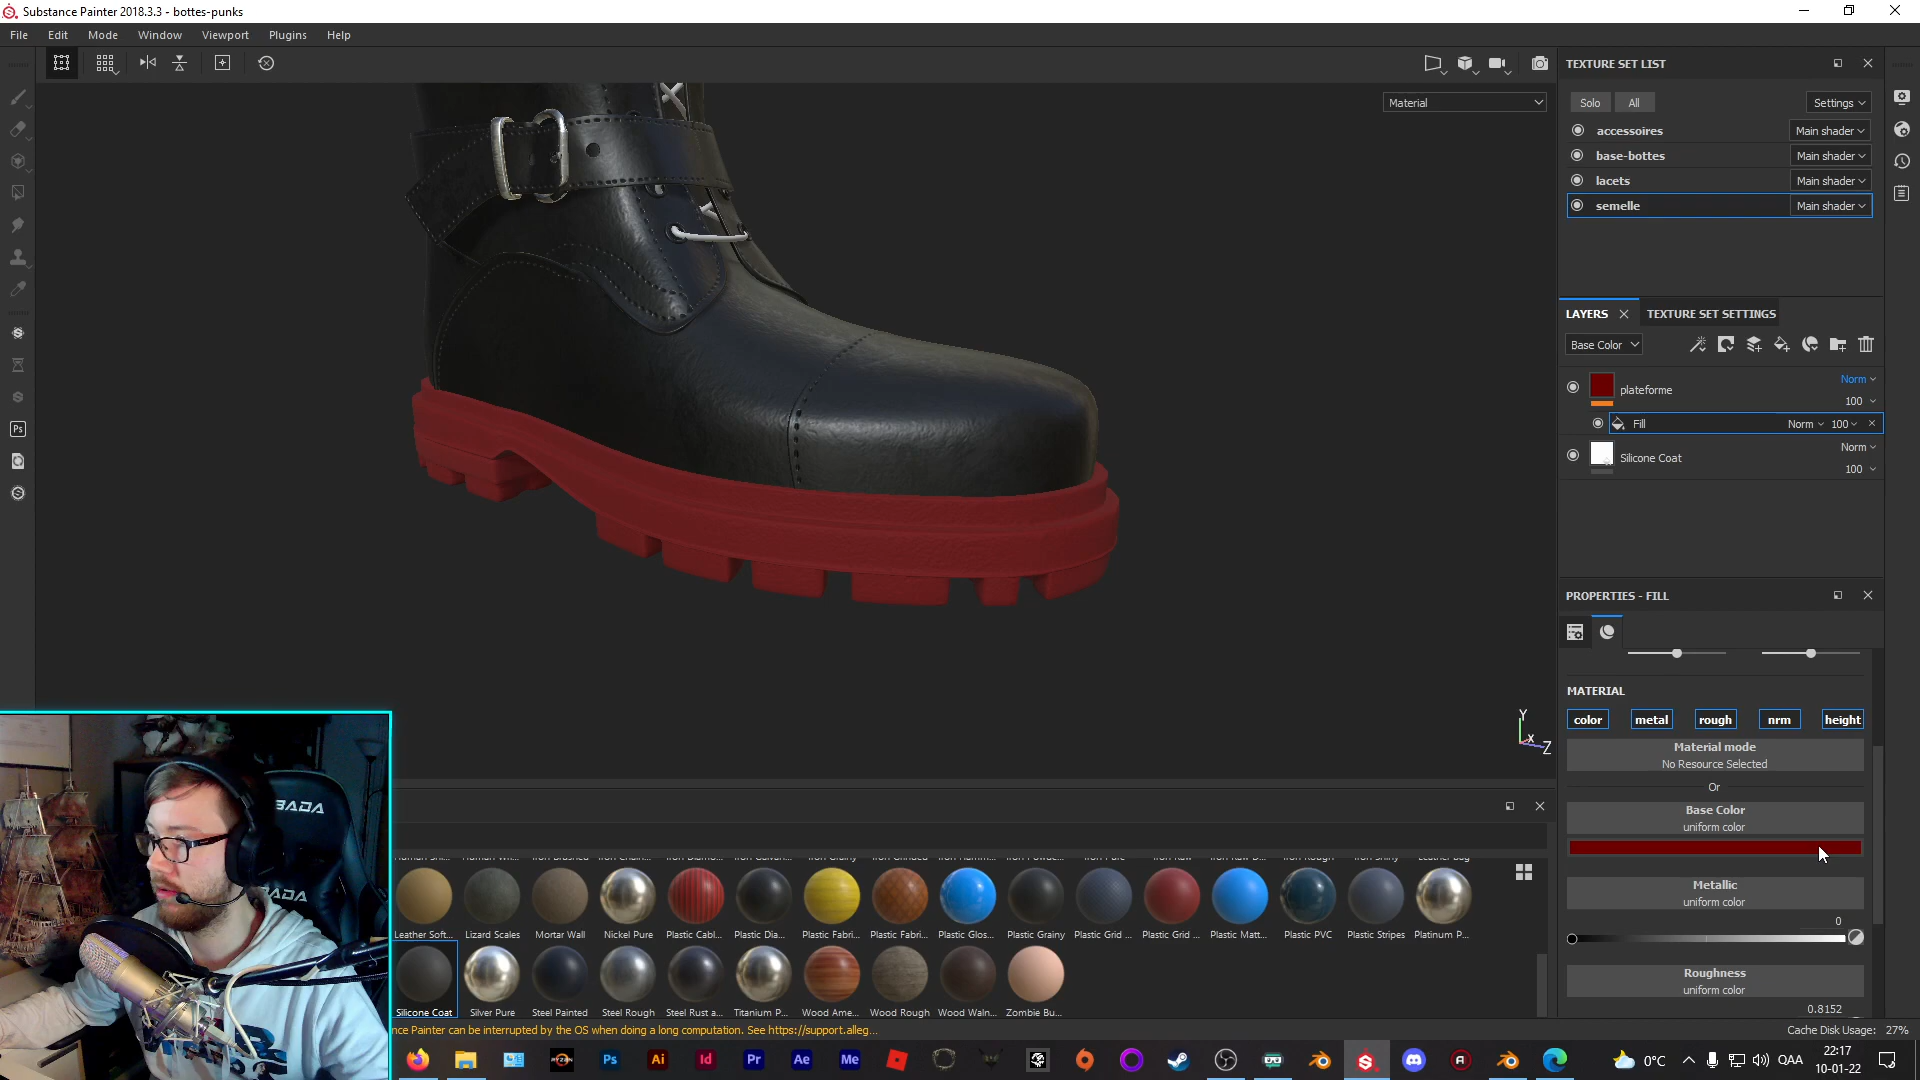 Substance Painter 2018.3.3 - bottes-punks
File Edit Mode Window Viewport Plugins Help
Material
TEXTURE SET LIST
Solo All Settings
accessoires Main shader
base-bottes Main shader
lacets Main shader
semelle Main shader
LAYERS TEXTURE SET SETTINGS
Base Color
plateforme Norm
100
Fill Norm 100
Silicone Coat Norm
100
PROPERTIES - FILL
MATERIAL
color metal rough nrm height
Material mode
No Resource Selected
Or
Base Color
uniform color
Metallic
uniform color
0
Roughness
uniform color
0.8152
Y
X
Z
Leather Soft... Lizard Scales Mortar Wall Nickel Pure Plastic Cabl... Plastic Dia... Plastic Fabri... Plastic Fabri... Plastic Glos... Plastic Grainy Plastic Grid ... Plastic Grid ... Plastic Matt... Plastic PVC Plastic Stripes Platinum P...
Silicone Coat Silver Pure Steel Painted Steel Rough Steel Rust a... Titanium P... Wood Ame... Wood Rough Wood Waln... Zombie Bu...
nce Painter can be interrupted by the OS when doing a long computation. See https://support.alleg...
Cache Disk Usage: 27%
Ps Ai Id Pr Ae Me
0°C
QAA
22:17
10-01-22